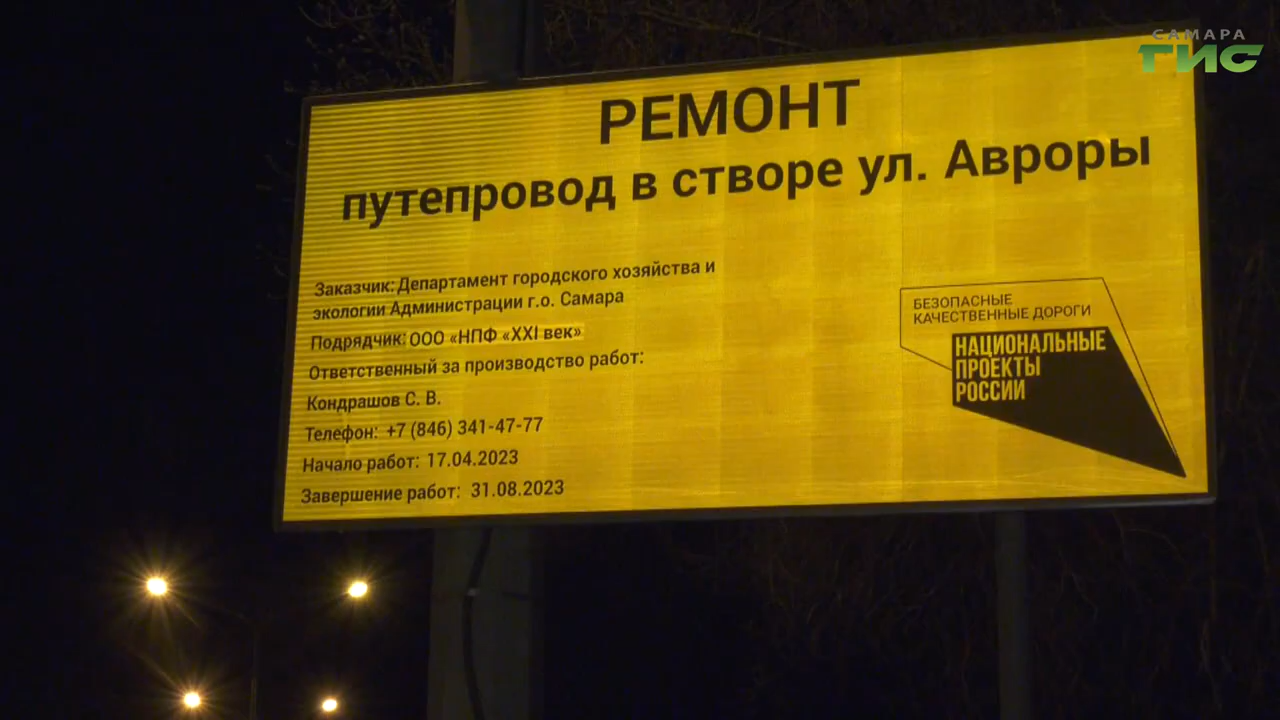 САМАРА
ГИС
РЕМОНТ
путепровод в створе ул. Авроры
Заказчик: Департамент городского хозяйства и
экологии Администрации г.о. Самара
Подрядчик: ООО «НПФ «XXI век»
Ответственный за производство работ:
Кондрашов С. В.
Телефон: +7 (846) 341-47-77
Начало работ: 17.04.2023
Завершение работ: 31.08.2023
БЕЗОПАСНЫЕ
КАЧЕСТВЕННЫЕ ДОРОГИ
НАЦИОНАЛЬНЫЕ
ПРОЕКТЫ
РОССИИ